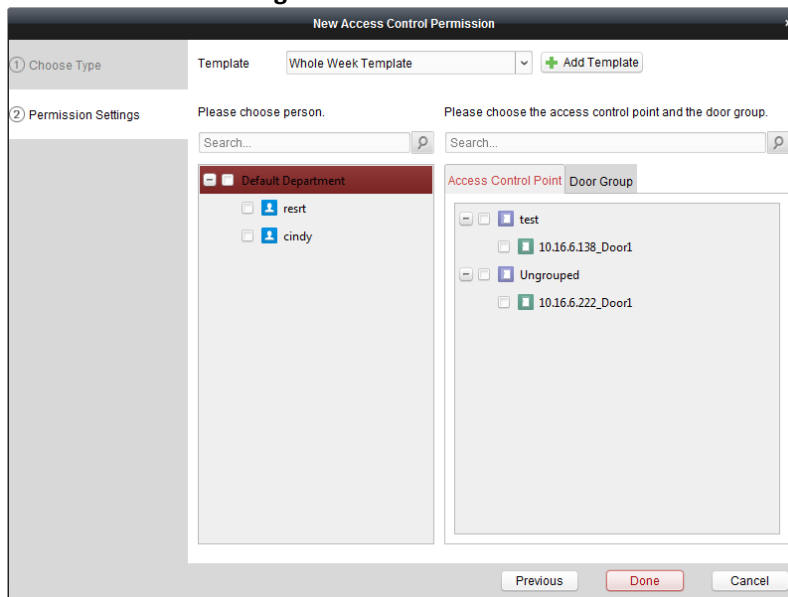 New Access Control Permission
1 Choose Type
2 Permission Settings
Template Whole Week Template Add Template
Please choose person.
Search...
Default Department
resrt
cindy
Please choose the access control point and the door group.
Search...
Access Control Point Door Group
test
10.16.6.138_Door1
Ungrouped
10.16.6.222_Door1
Previous Done Cancel